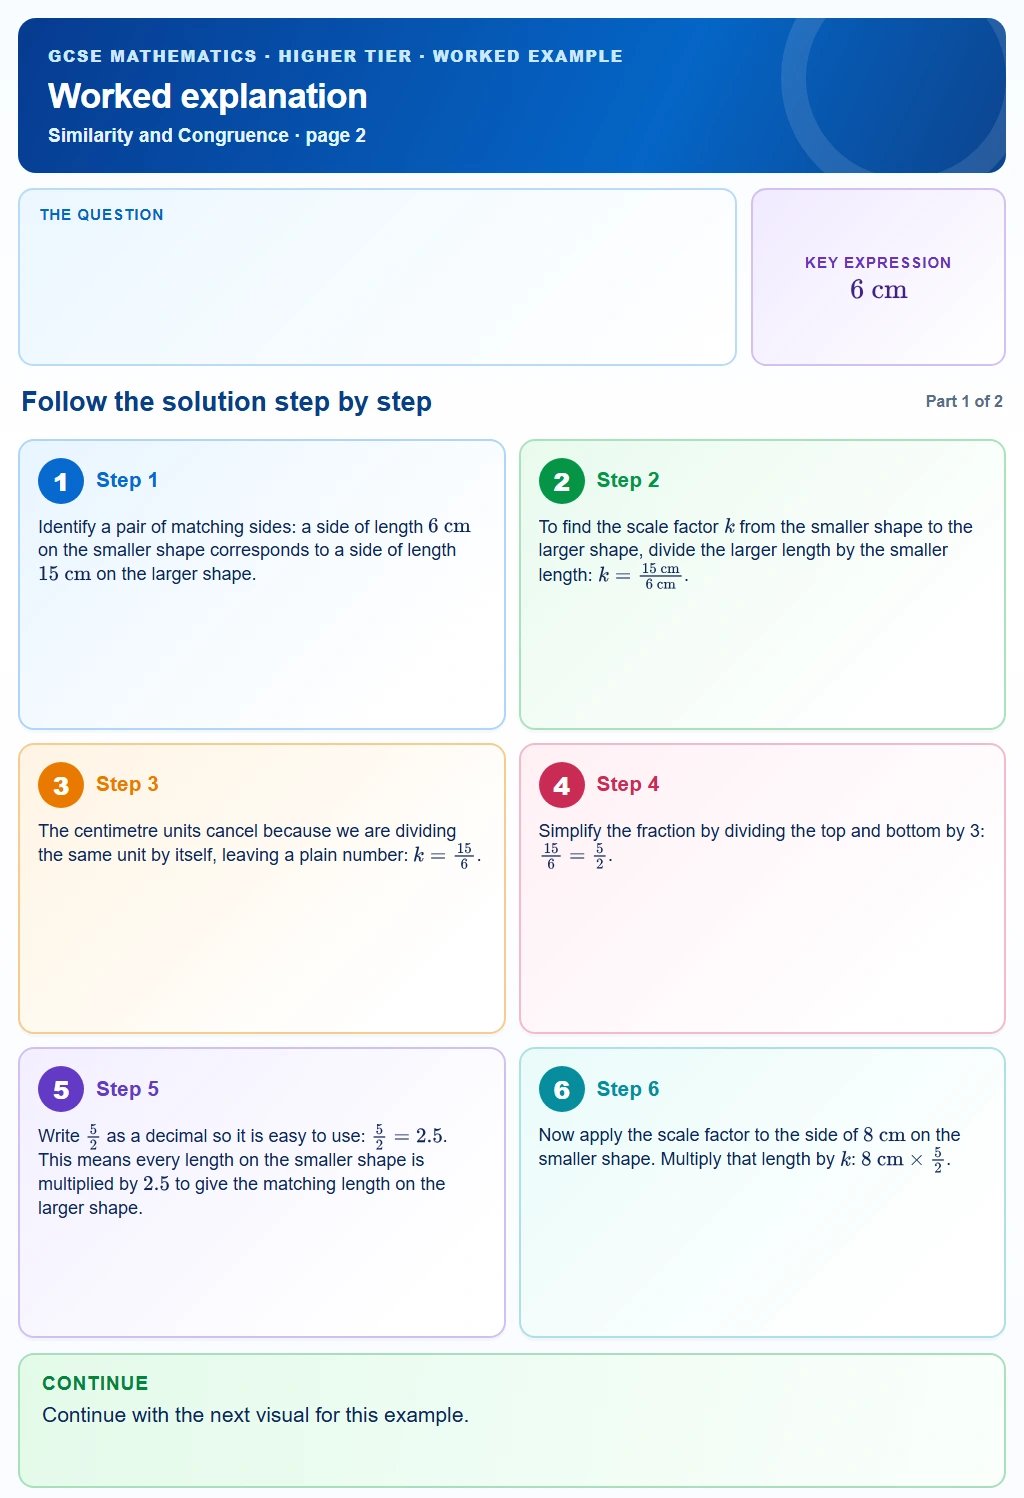 GCSE MATHEMATICS · HIGHER TIER · WORKED EXAMPLE
Worked explanation
Similarity and Congruence · page 2
THE QUESTION
KEY EXPRESSION
6 cm
Follow the solution step by step
Part 1 of 2
1 Step 1
Identify a pair of matching sides: a side of length 6 cm
on the smaller shape corresponds to a side of length
15 cm on the larger shape.
2 Step 2
To find the scale factor k from the smaller shape to the
larger shape, divide the larger length by the smaller
length: k = 15 cm / 6 cm.
3 Step 3
The centimetre units cancel because we are dividing
the same unit by itself, leaving a plain number: k = 15/6.
4 Step 4
Simplify the fraction by dividing the top and bottom by 3:
15/6 = 5/2.
5 Step 5
Write 5/2 as a decimal so it is easy to use: 5/2 = 2.5.
This means every length on the smaller shape is
multiplied by 2.5 to give the matching length on the
larger shape.
6 Step 6
Now apply the scale factor to the side of 8 cm on the
smaller shape. Multiply that length by k: 8 cm × 5/2.
CONTINUE
Continue with the next visual for this example.